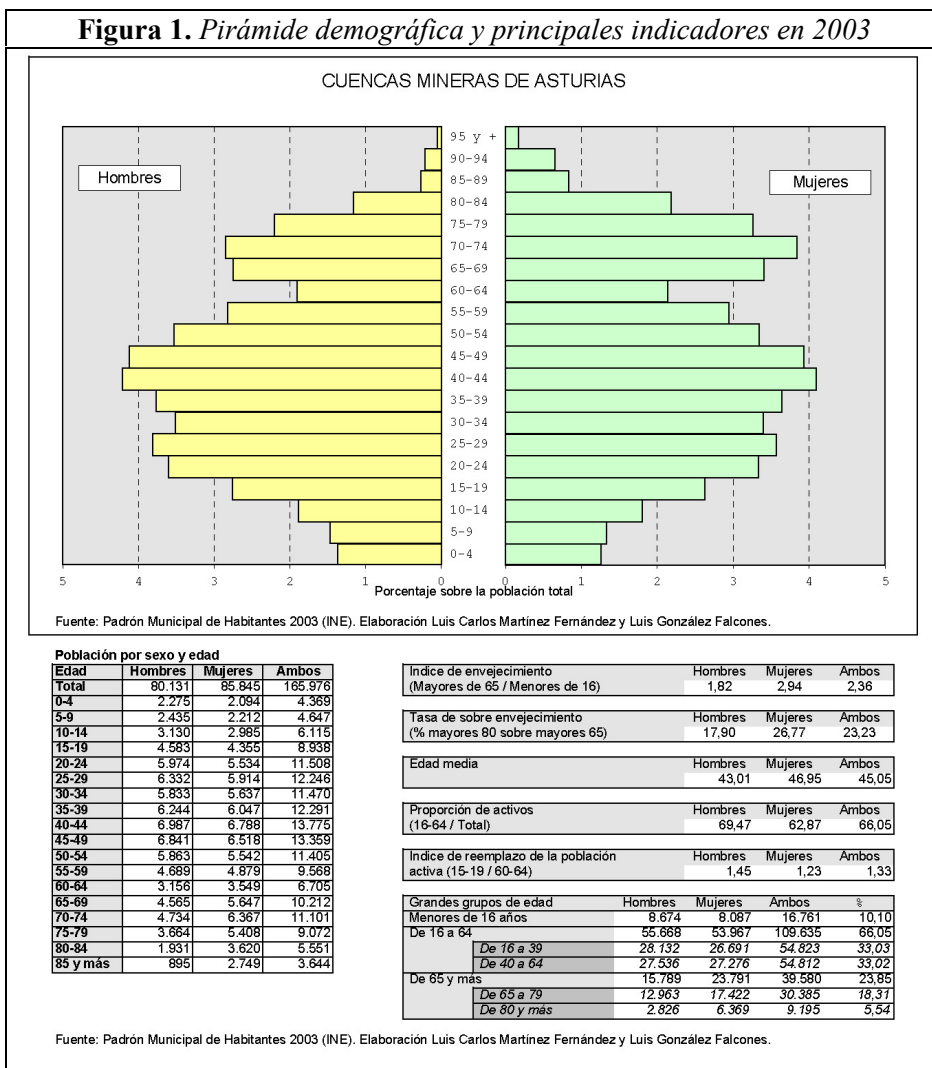 Figura 1. Pirámide demográfica y principales indicadores en 2003
CUENCAS MINERAS DE ASTURIAS
Hombres
Mujeres
95 y +
90-94
85-89
80-84
75-79
70-74
65-69
60-64
55-59
50-54
45-49
40-44
35-39
30-34
25-29
20-24
15-19
10-14
5-9
0-4
5 4 3 2 1 0 0 1 2 3 4 5
Porcentaje sobre la población total
Fuente: Padrón Municipal de Habitantes 2003 (INE). Elaboración Luis Carlos Martínez Fernández y Luis González Falcones.
Población por sexo y edad
Edad Hombres Mujeres Ambos
Total 80.131 85.845 165.976
0-4 2.275 2.094 4.369
5-9 2.435 2.212 4.647
10-14 3.130 2.985 6.115
15-19 4.583 4.355 8.938
20-24 5.974 5.534 11.508
25-29 6.332 5.914 12.246
30-34 5.833 5.637 11.470
35-39 6.244 6.047 12.291
40-44 6.987 6.788 13.775
45-49 6.841 6.518 13.359
50-54 5.863 5.542 11.405
55-59 4.689 4.879 9.568
60-64 3.156 3.549 6.705
65-69 4.565 5.647 10.212
70-74 4.734 6.367 11.101
75-79 3.664 5.408 9.072
80-84 1.931 3.620 5.551
85 y más 895 2.749 3.644
Indice de envejecimiento Hombres Mujeres Ambos
(Mayores de 65 / Menores de 16) 1,82 2,94 2,36
Tasa de sobre envejecimiento Hombres Mujeres Ambos
(% mayores 80 sobre mayores 65) 17,90 26,77 23,23
Edad media Hombres Mujeres Ambos
43,01 46,95 45,05
Proporción de activos Hombres Mujeres Ambos
(16-64 / Total) 69,47 62,87 66,05
Indice de reemplazo de la población Hombres Mujeres Ambos
activa (15-19 / 60-64) 1,45 1,23 1,33
Grandes grupos de edad Hombres Mujeres Ambos %
Menores de 16 años 8.674 8.087 16.761 10,10
De 16 a 64 55.668 53.967 109.635 66,05
De 16 a 39 28.132 26.691 54.823 33,03
De 40 a 64 27.536 27.276 54.812 33,02
De 65 y más 15.789 23.791 39.580 23,85
De 65 a 79 12.963 17.422 30.385 18,31
De 80 y más 2.826 6.369 9.195 5,54
Fuente: Padrón Municipal de Habitantes 2003 (INE). Elaboración Luis Carlos Martínez Fernández y Luis González Falcones.